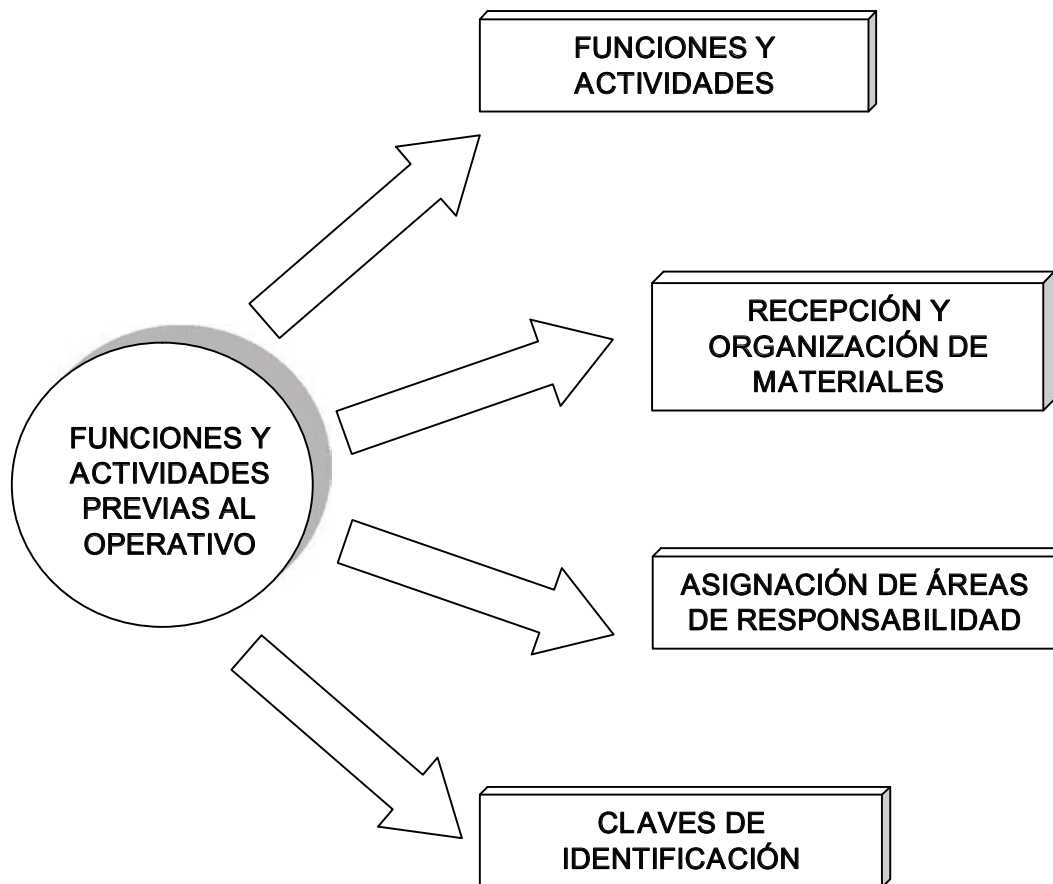 FUNCIONES Y
ACTIVIDADES
RECEPCIÓN Y
ORGANIZACIÓN DE
MATERIALES
FUNCIONES Y
ACTIVIDADES
PREVIAS AL
OPERATIVO
ASIGNACIÓN DE ÁREAS
DE RESPONSABILIDAD
CLAVES DE
IDENTIFICACIÓN